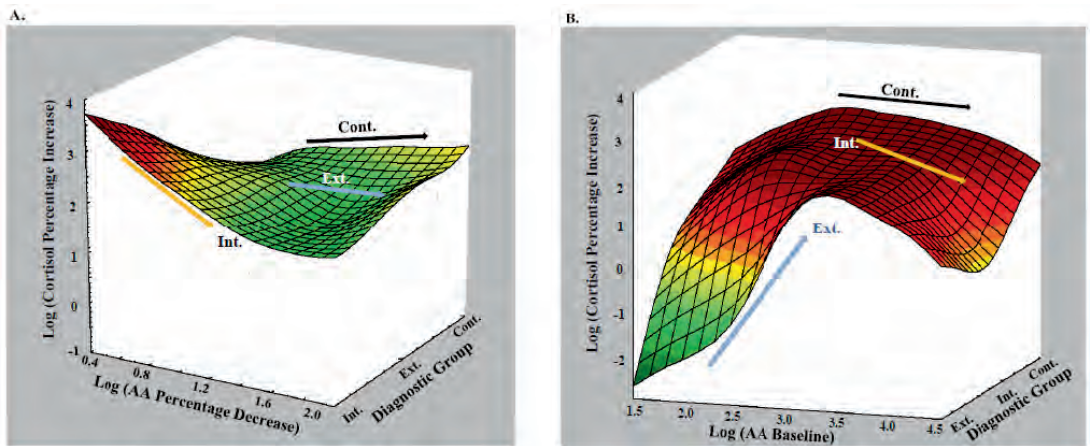 A.
Log (Cortisol Percentage Increase)
4
3
2
1
0
-1
0.4
0.8
1.2
1.6
2.0
Log (AA Percentage Decrease)
Int.
Ext.
Cont.
Diagnostic Group
Cont.
Ext.
Int.
B.
Log (Cortisol Percentage Increase)
4
3
2
1
0
-1
-2
1.5
2.0
2.5
3.0
3.5
4.0
4.5
Log (AA Baseline)
Ext.
Int.
Cont.
Diagnostic Group
Cont.
Int.
Ext.